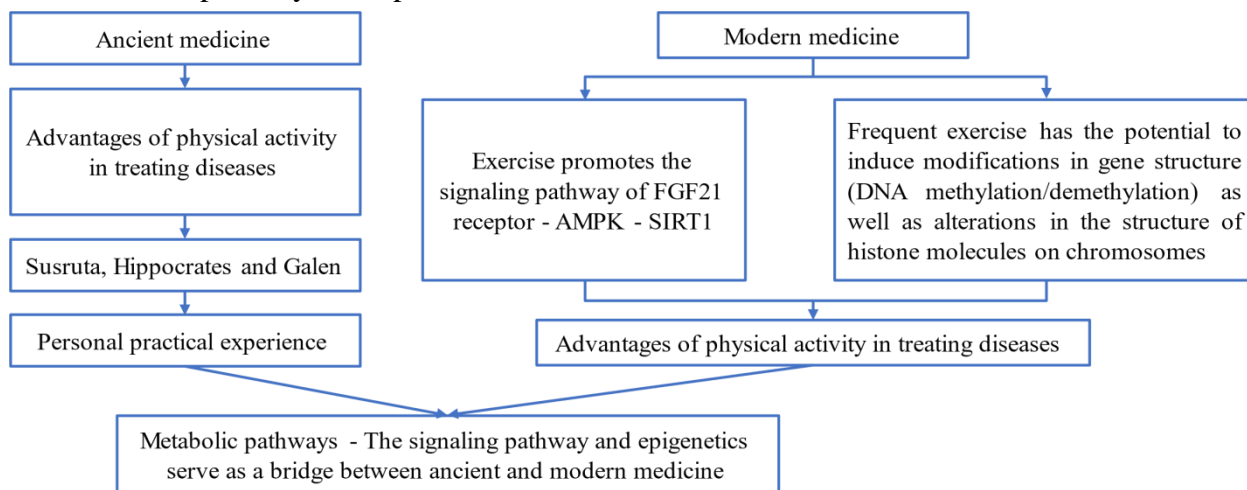 Ancient medicine
Advantages of physical activity
in treating diseases
Susruta, Hippocrates and Galen
Personal practical experience
Modern medicine
Exercise promotes the
signaling pathway of FGF21
receptor - AMPK - SIRT1
Frequent exercise has the potential to
induce modifications in gene structure
(DNA methylation/demethylation) as
well as alterations in the structure of
histone molecules on chromosomes
Advantages of physical activity in treating diseases
Metabolic pathways - The signaling pathway and epigenetics
serve as a bridge between ancient and modern medicine